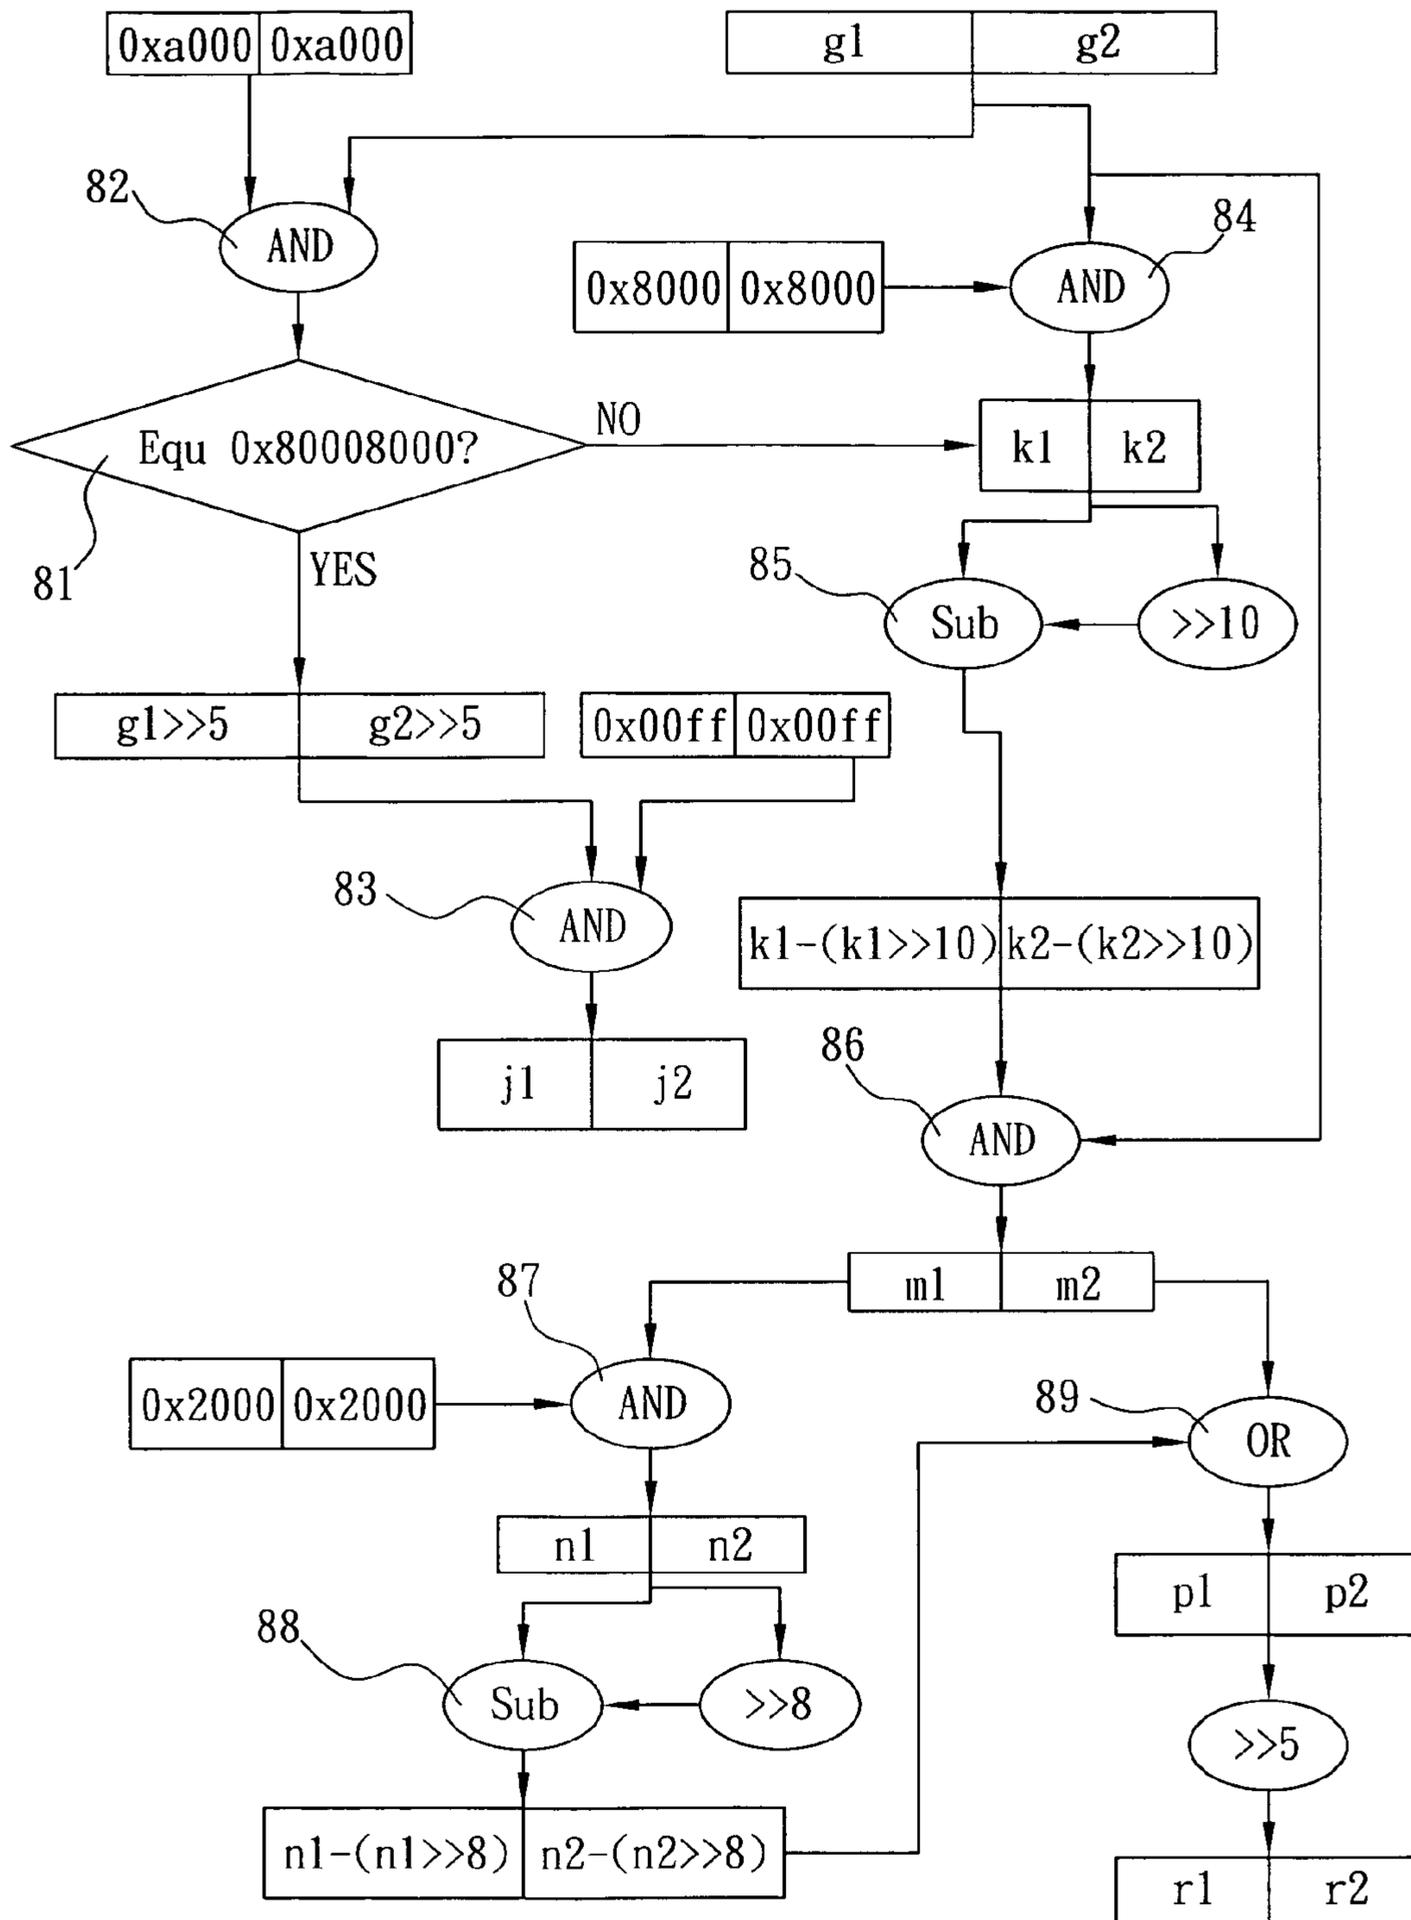 0xa000 0xa000
g1 g2
82
AND
84
0x8000 0x8000
AND
Equ 0x80008000?
NO
k1 k2
81
YES
85
Sub
>>10
g1>>5 g2>>5
0x00ff 0x00ff
83
AND
k1-(k1>>10) k2-(k2>>10)
j1 j2
86
AND
m1 m2
87
0x2000 0x2000
AND
89
OR
n1 n2
p1 p2
88
Sub
>>8
>>5
n1-(n1>>8) n2-(n2>>8)
r1 r2